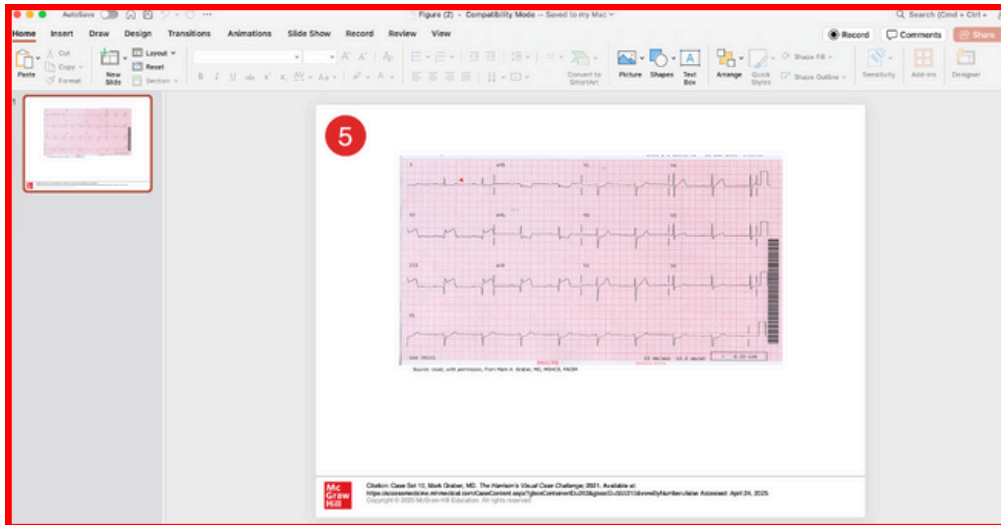 AutoSave
Figure (2) - Compatibility Mode — Saved to my Mac
Search (Cmd + Ctrl +
Home Insert Draw Design Transitions Animations Slide Show Record Review View
Record Comments Share
Paste
Cut
Copy
Format
New Slide
Layout
Reset
Section
Convert to SmartArt
Picture
Shapes
Text Box
Arrange
Quick Styles
Shape Fill
Shape Outline
Sensitivity
Add-ins
Designer
1
5
I aVR V1 V4
II aVL V2
III aVF
PHILIPS
Source: Used, with permission, from Mark A. Graber, MD, MSHCE, FACEP.
Mc
Graw
Hill
Citation: Case Set 10, Mark Graber, MD. The Harrison's Visual Case Challenge; 2021. Available at:
Accessed: April 24, 2025
Copyright © 2025 McGraw-Hill Education. All rights reserved